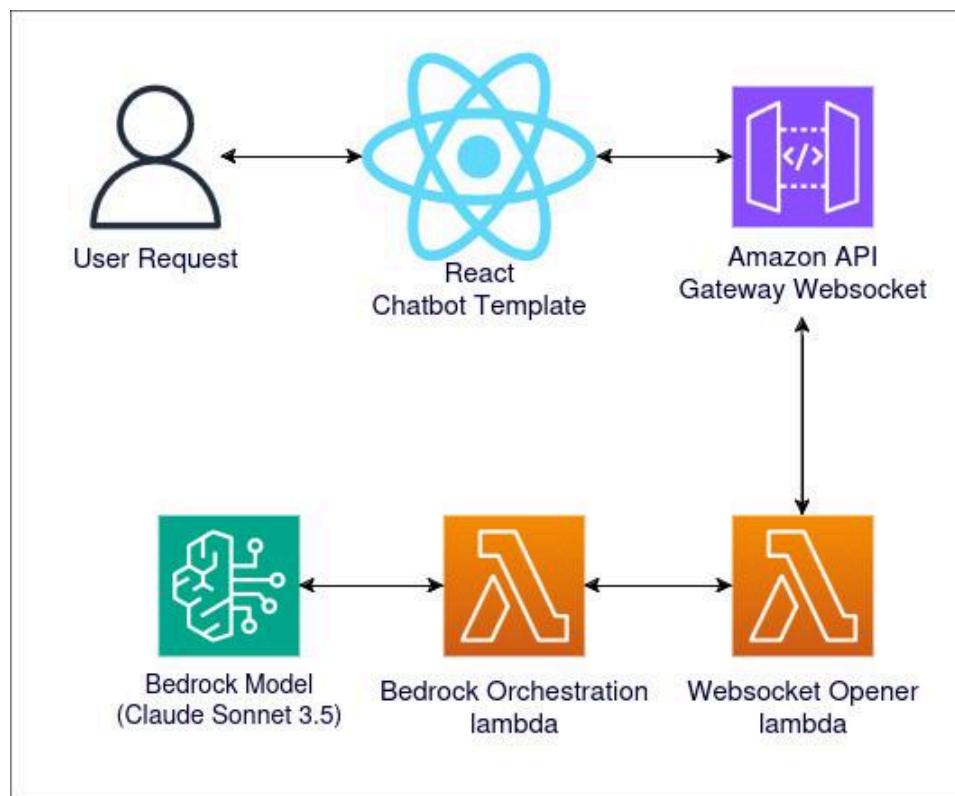 User Request
React
Chatbot Template
</>
Amazon API
Gateway Websocket
Bedrock Model
(Claude Sonnet 3.5)
Bedrock Orchestration
lambda
Websocket Opener
lambda